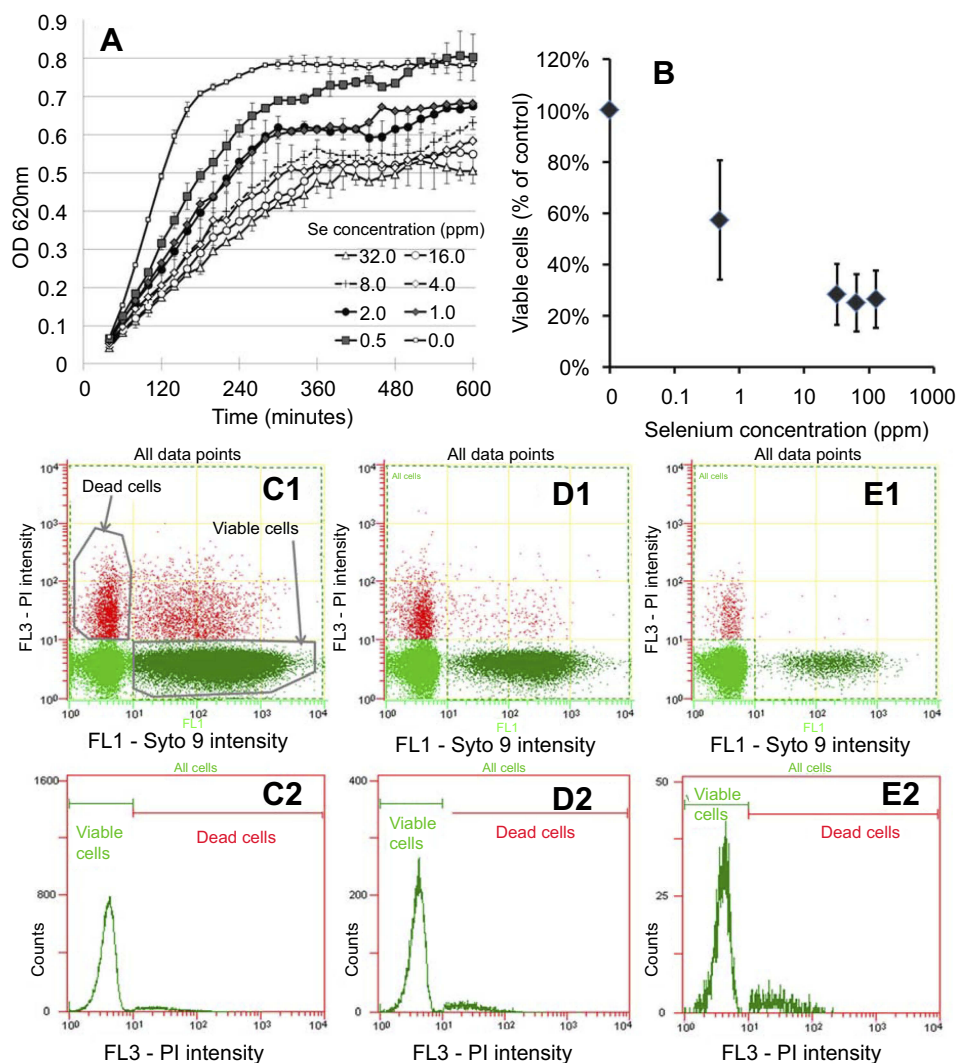 A
0.9
0.8
0.7
0.6
0.5
0.4
0.3
0.2
0.1
0
OD 620nm
Se concentration (ppm)
32.0 16.0
8.0 4.0
2.0 1.0
0.5 0.0
0 120 240 360 480 600
Time (minutes)
B
120%
100%
80%
60%
40%
20%
0%
Viable cells (% of control)
0 0.1 1 10 100 1000
Selenium concentration (ppm)
All data points
C1
Dead cells
Viable cells
10⁴
10³
10²
10¹
10⁰
FL3 - PI intensity
10⁰ 10¹ 10² 10³ 10⁴
FL1
FL1 - Syto 9 intensity
All data points
All cells
D1
10⁴
10³
10²
10¹
10⁰
FL3 - PI intensity
10⁰ 10¹ 10² 10³ 10⁴
FL1
FL1 - Syto 9 intensity
All data points
All cells
E1
10⁴
10³
10²
10¹
10⁰
FL3 - PI intensity
10⁰ 10¹ 10² 10³ 10⁴
FL1
FL1 - Syto 9 intensity
All cells
C2
1600
800
0
Counts
Viable
cells
Dead cells
10⁰ 10¹ 10² 10³ 10⁴
FL3 - PI intensity
All cells
D2
400
200
0
Counts
Viable
cells
Dead cells
10⁰ 10¹ 10² 10³ 10⁴
FL3 - PI intensity
All cells
E2
50
25
0
Counts
Viable
cells
Dead cells
10⁰ 10¹ 10² 10³ 10⁴
FL3 - PI intensity